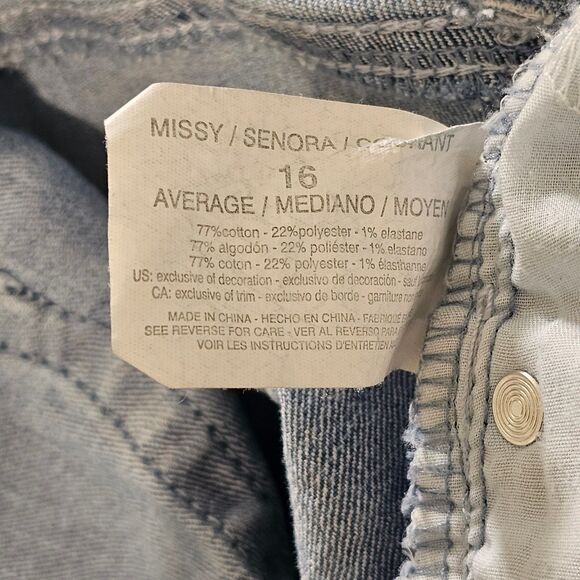 MISSY / SENORA /
16
AVERAGE / MEDIANO / MOYEN
77%cotton - 22%polyester - 1% elastane
77% algodón - 22% poliéster - 1% elastano
77% coton - 22% polyester - 1% élasthanne
US: exclusive of decoration - exclusivo de decoración - sauf
CA: exclusive of trim - exclusivo de borde - garniture non
MADE IN CHINA - HECHO EN CHINA - FABRIQUÉ
SEE REVERSE FOR CARE - VER AL REVERSO PARA
VOIR LES INSTRUCTIONS D'ENTRETIEN